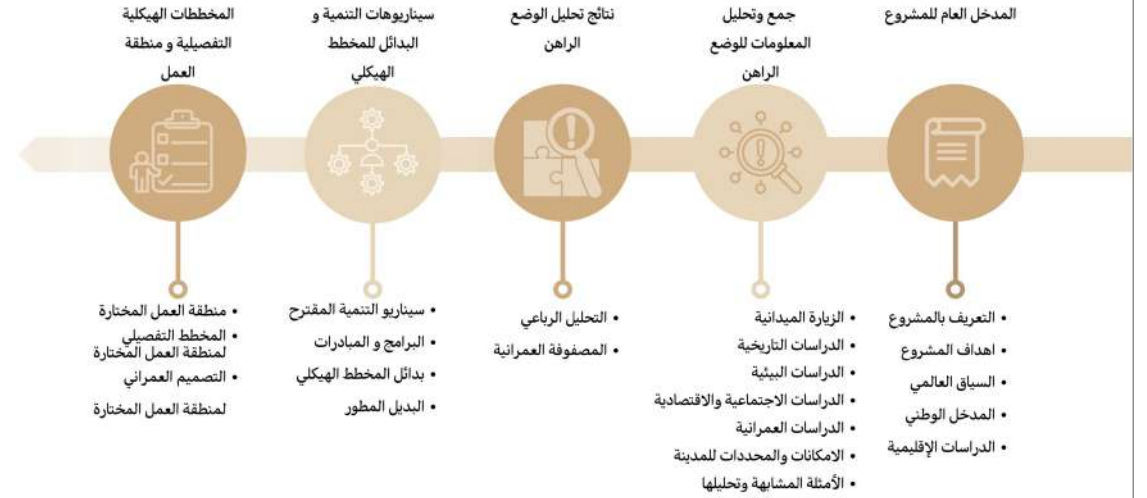 المدخل العام للمشروع
جمع وتحليل
المعلومات للوضع
الراهن
نتائج تحليل الوضع
الراهن
سيناريوهات التنمية و
البدائل للمخطط
الهيكلي
المخططات الهيكلية
التفصيلية و منطقة
العمل
• التعريف بالمشروع
• اهداف المشروع
• السياق العالمي
• المدخل الوطني
• الدراسات الإقليمية
• الزيارة الميدانية
• الدراسات التاريخية
• الدراسات البيئية
• الدراسات الاجتماعية والاقتصادية
• الدراسات العمرانية
• الامكانات والمحددات للمدينة
• الأمثلة المشابهة وتحليلها
• التحليل الرباعي
• المصفوفة العمرانية
• سيناريو التنمية المقترح
• البرامج و المبادرات
• بدائل المخطط الهيكلي
• البديل المطور
• منطقة العمل المختارة
• المخطط التفصيلي
لمنطقة العمل المختارة
• التصميم العمراني
لمنطقة العمل المختارة